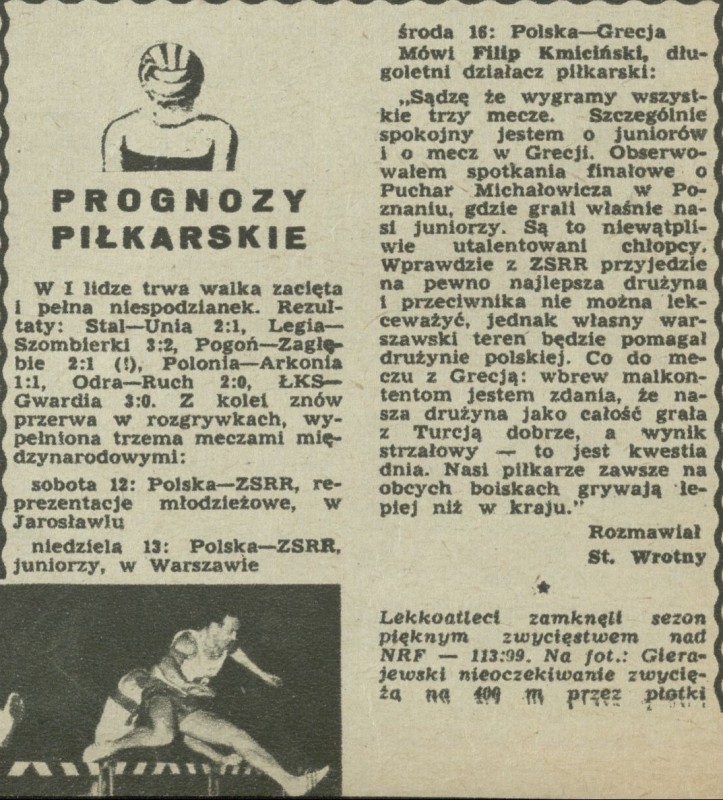 PROGNOZY
PIŁKARSKIE
W I lidze trwa walka zacięta
i pełna niespodzianek. Rezul-
taty: Stal—Unia 2:1, Legia—
Szombierki 3:2, Pogoń—Zagłę-
bie 2:1 (!), Polonia—Arkonia
1:1, Odra—Ruch 2:0, ŁKS—
Gwardia 3:0. Z kolei znów
przerwa w rozgrywkach, wy-
pełniona trzema meczami mię-
dzynarodowymi:
sobota 12: Polska—ZSRR, re-
prezentacje młodzieżowe, w
Jarosławiu
niedziela 13: Polska—ZSRR,
juniorzy, w Warszawie
środa 16: Polska—Grecja
Mówi Filip Kmiciński, dłu-
goletni działacz piłkarski:
„Sądzę że wygramy wszyst-
kie trzy mecze. Szczególnie
spokojny jestem o juniorów
i o mecz w Grecji. Obserwo-
wałem spotkania finałowe o
Puchar Michałowicza w Po-
znaniu, gdzie grali właśnie na-
si juniorzy. Są to niewątpli-
wie utalentowani chłopcy.
Wprawdzie z ZSRR przyjedzie
na pewno najlepsza drużyna
i przeciwnika nie można lek-
ceważyć, jednak własny war-
szawski teren będzie pomagał
drużynie polskiej. Co do me-
czu z Grecją: wbrew malkon-
tentom jestem zdania, że na-
sza drużyna jako całość grała
z Turcją dobrze, a wynik
strzałowy — to jest kwestia
dnia. Nasi piłkarze zawsze na
obcych boiskach grywają le-
piej niż w kraju."
Rozmawiał
St. Wrotny
Lekkoatleci zamknęli sezon
pięknym zwycięstwem nad
NRF — 113:99. Na fot.: Giera-
jewski nieoczekiwanie zwycię-
ża na 400 m przez płotki